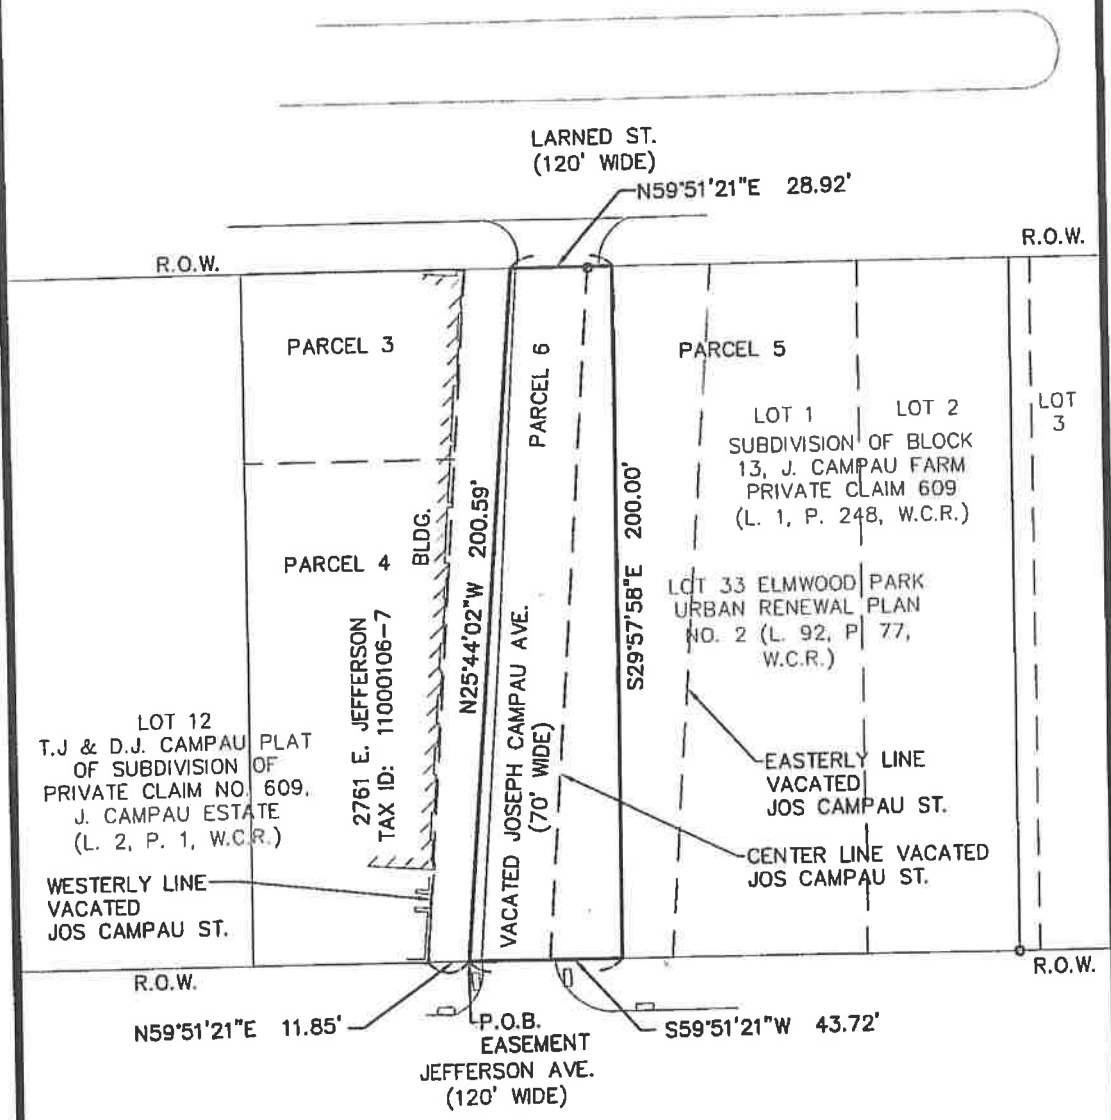 LARNED ST.
(120' WIDE)
N59°51'21"E 28.92'
R.O.W.
R.O.W.
PARCEL 3
PARCEL 6
PARCEL 5
LOT 1
LOT 2
LOT
3
SUBDIVISION OF BLOCK
13, J. CAMPAU FARM
PRIVATE CLAIM 609
(L. 1, P. 248, W.C.R.)
BLDG.
N25°44'02"W 200.59'
S29°57'58"E 200.00'
PARCEL 4
LOT 33 ELMWOOD PARK
URBAN RENEWAL PLAN
NO. 2 (L. 92, P 77,
W.C.R.)
2761 E. JEFFERSON
TAX ID: 11000106-7
VACATED JOSEPH CAMPAU AVE.
(70' WIDE)
LOT 12
T.J & D.J. CAMPAU PLAT
OF SUBDIVISION OF
PRIVATE CLAIM NO. 609,
J. CAMPAU ESTATE
(L. 2, P. 1, W.C.R.)
EASTERLY LINE
VACATED
JOS CAMPAU ST.
CENTER LINE VACATED
JOS CAMPAU ST.
WESTERLY LINE
VACATED
JOS CAMPAU ST.
R.O.W.
R.O.W.
N59°51'21"E 11.85'
P.O.B.
EASEMENT
S59°51'21"W 43.72'
JEFFERSON AVE.
(120' WIDE)